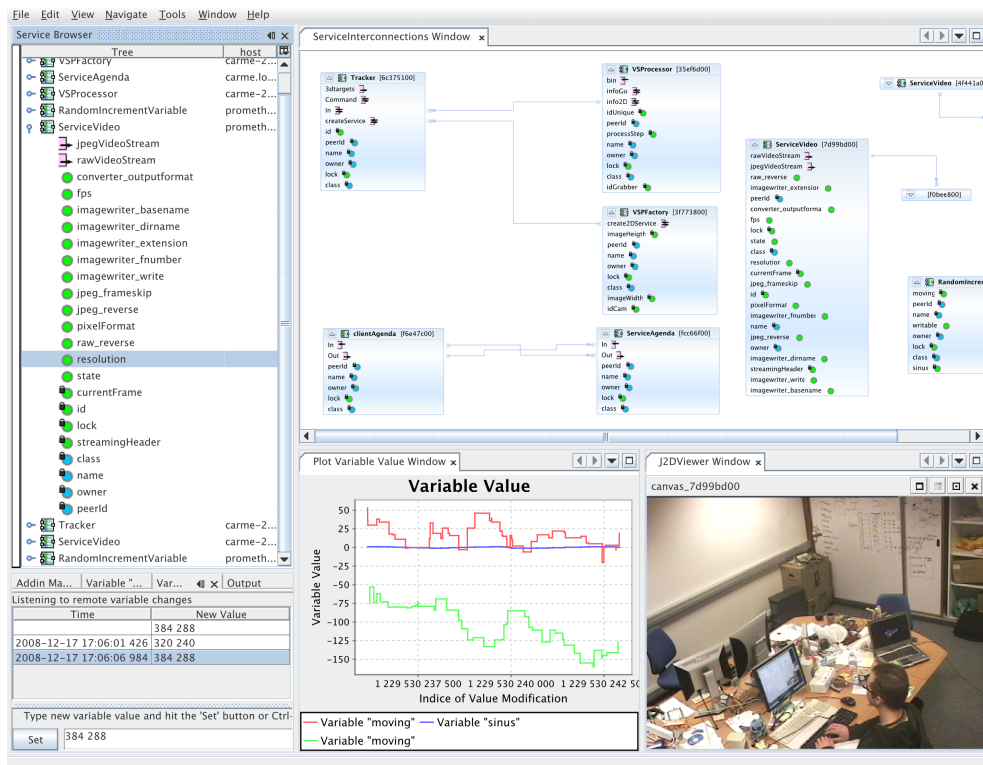 File Edit View Navigate Tools Window Help
Service Browser
Tree host
VSPFactory carme-2...
ServiceAgenda carme.lo...
VSProcessor carme-2...
RandomIncrementVariable prometh...
ServiceVideo prometh...
jpegVideoStream
rawVideoStream
converter_outputformat
fps
imagewriter_basename
imagewriter_dirname
imagewriter_extension
imagewriter_fnumber
imagewriter_write
jpeg_frameskip
jpeg_reverse
pixelFormat
raw_reverse
resolution
state
currentFrame
id
lock
streamingHeader
class
name
owner
peerId
Tracker carme-2...
ServiceVideo carme-2...
RandomIncrementVariable prometh...
Addin Ma... Variable "... Var... Output
Listening to remote variable changes
Time New Value
384 288
2008-12-17 17:06:01 426 320 240
2008-12-17 17:06:06 984 384 288
Type new variable value and hit the 'Set' button or Ctrl-
Set 384 288
ServiceInterconnections Window
Tracker [6c375100]
3dtargets
Command
In
createService
id
peerId
name
owner
lock
class
VSProcessor [35ef6d00]
bin
infoGu
info2D
idUnique
peerId
processStep
name
owner
lock
class
idGrabber
VSPFactory [3f773800]
create2DService
imageHeigth
peerId
name
owner
lock
class
imageWidth
idCam
clientAgenda [f6e47c00]
In
Out
peerId
name
owner
lock
class
ServiceAgenda [fcc66f00]
In
Out
peerId
name
owner
lock
class
ServiceVideo [7d99bd00]
rawVideoStream
jpegVideoStream
raw_reverse
imagewriter_extension
peerId
converter_outputforma
fps
lock
state
class
resolution
currentFrame
jpeg_frameskip
id
pixelFormat
imagewriter_fnumber
name
jpeg_reverse
owner
imagewriter_dirname
streamingHeader
imagewriter_write
imagewriter_basename
ServiceVideo [4f441a0
[f0bee800]
RandomIncrem
moving
peerId
name
writable
owner
lock
class
sinus
Plot Variable Value Window
Variable Value
Variable Value
50
25
0
−25
−50
−75
−100
−125
−150
1 229 530 237 500 1 229 530 240 000 1 229 530 242 50
Indice of Value Modification
Variable "moving" Variable "sinus"
Variable "moving"
J2DViewer Window
canvas_7d99bd00